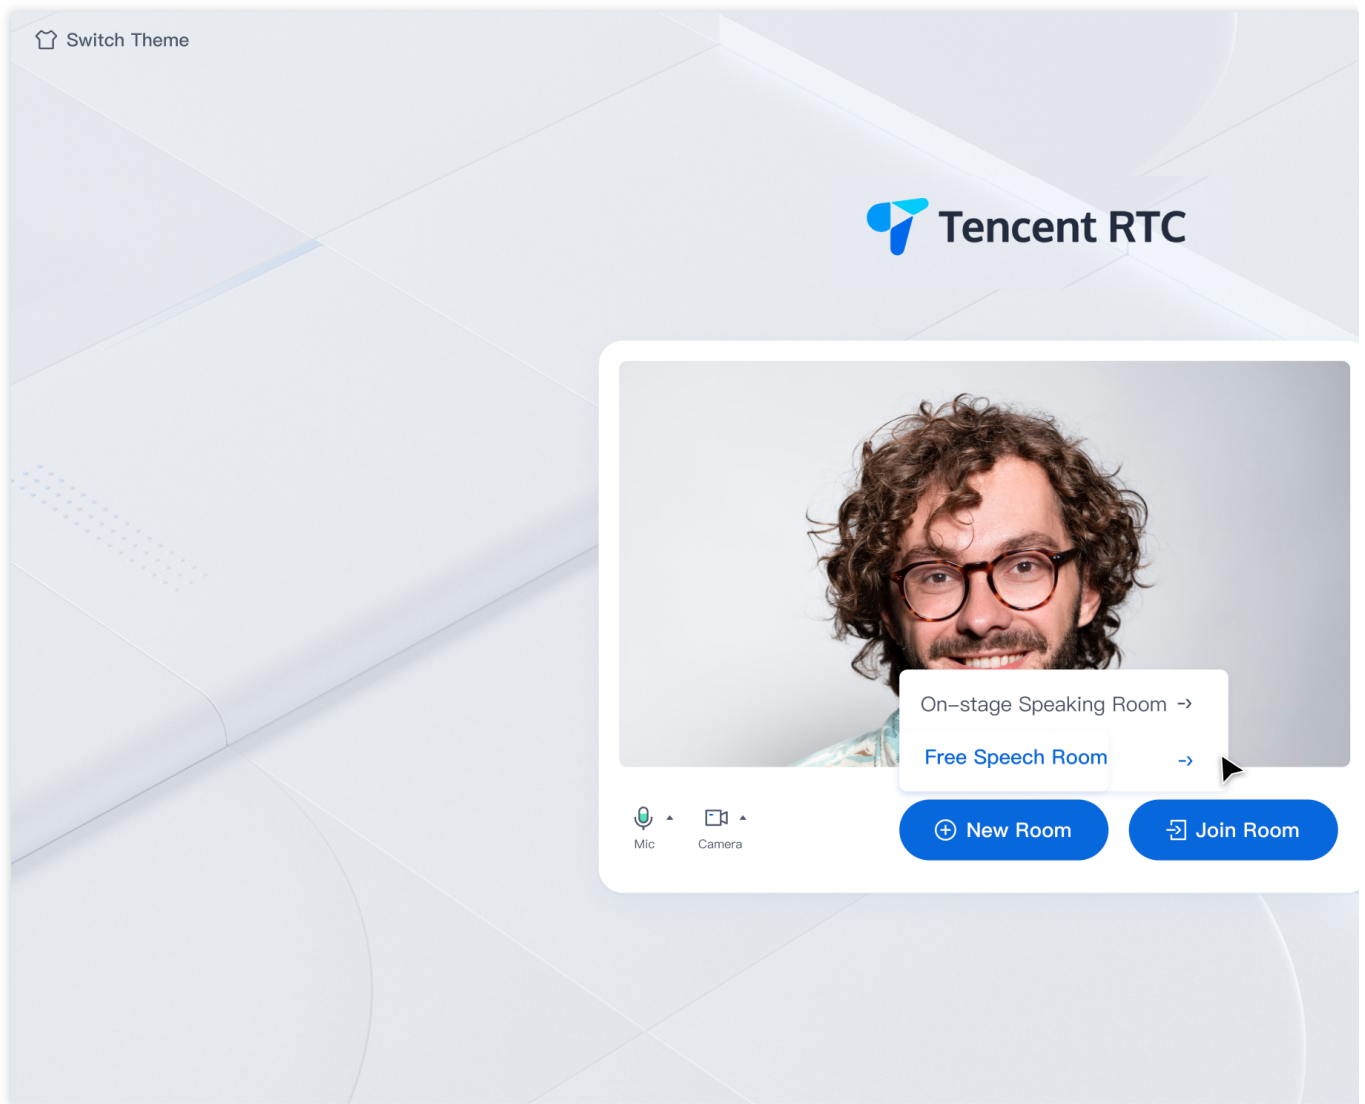 Switch Theme
Tencent RTC
On-stage Speaking Room
Free Speech Room
Mic
Camera
New Room
Join Room